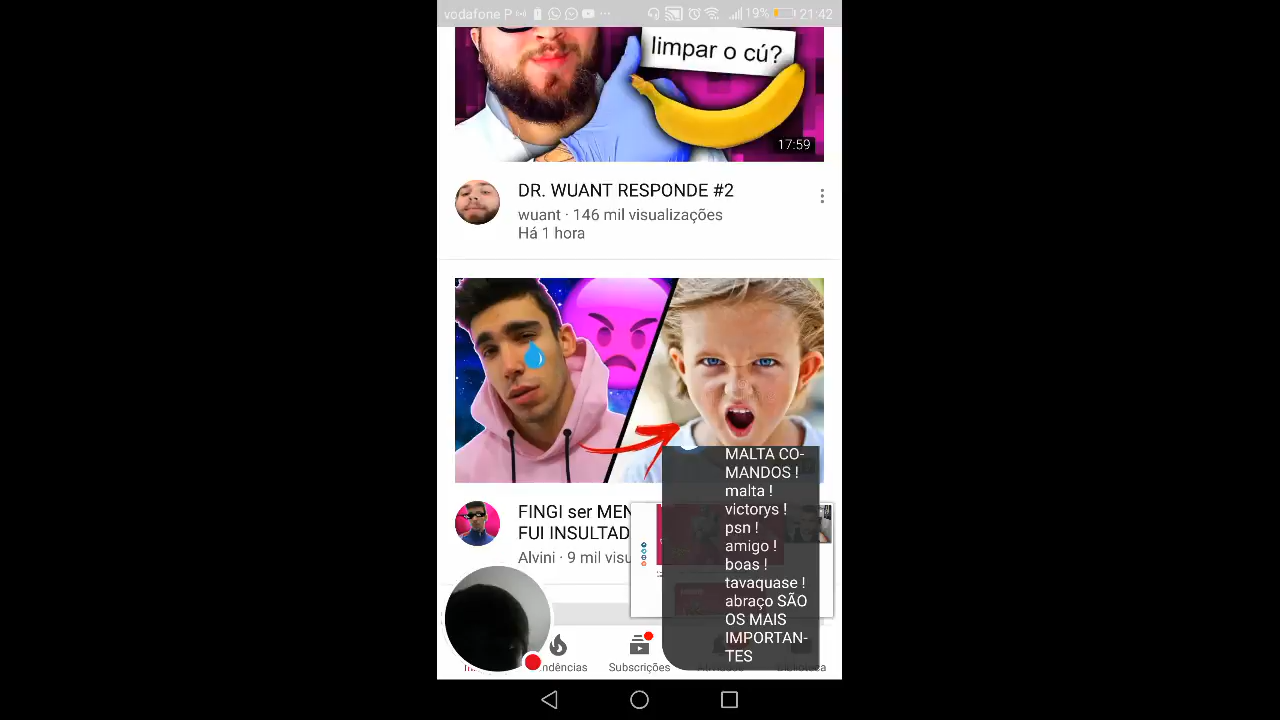 vodafone P
19%
21:42
limpar o cú?
17:59
DR. WUANT RESPONDE #2
wuant · 146 mil visualizações
Há 1 hora
FINGI ser MEN
FUI INSULTAD
Alvini · 9 mil visu
MALTA CO-
MANDOS !
malta !
victorys !
psn !
amigo !
boas !
tavaquase !
abraço SÃO
OS MAIS
IMPORTAN-
TES
ndências
Subscrições
Biblioteca